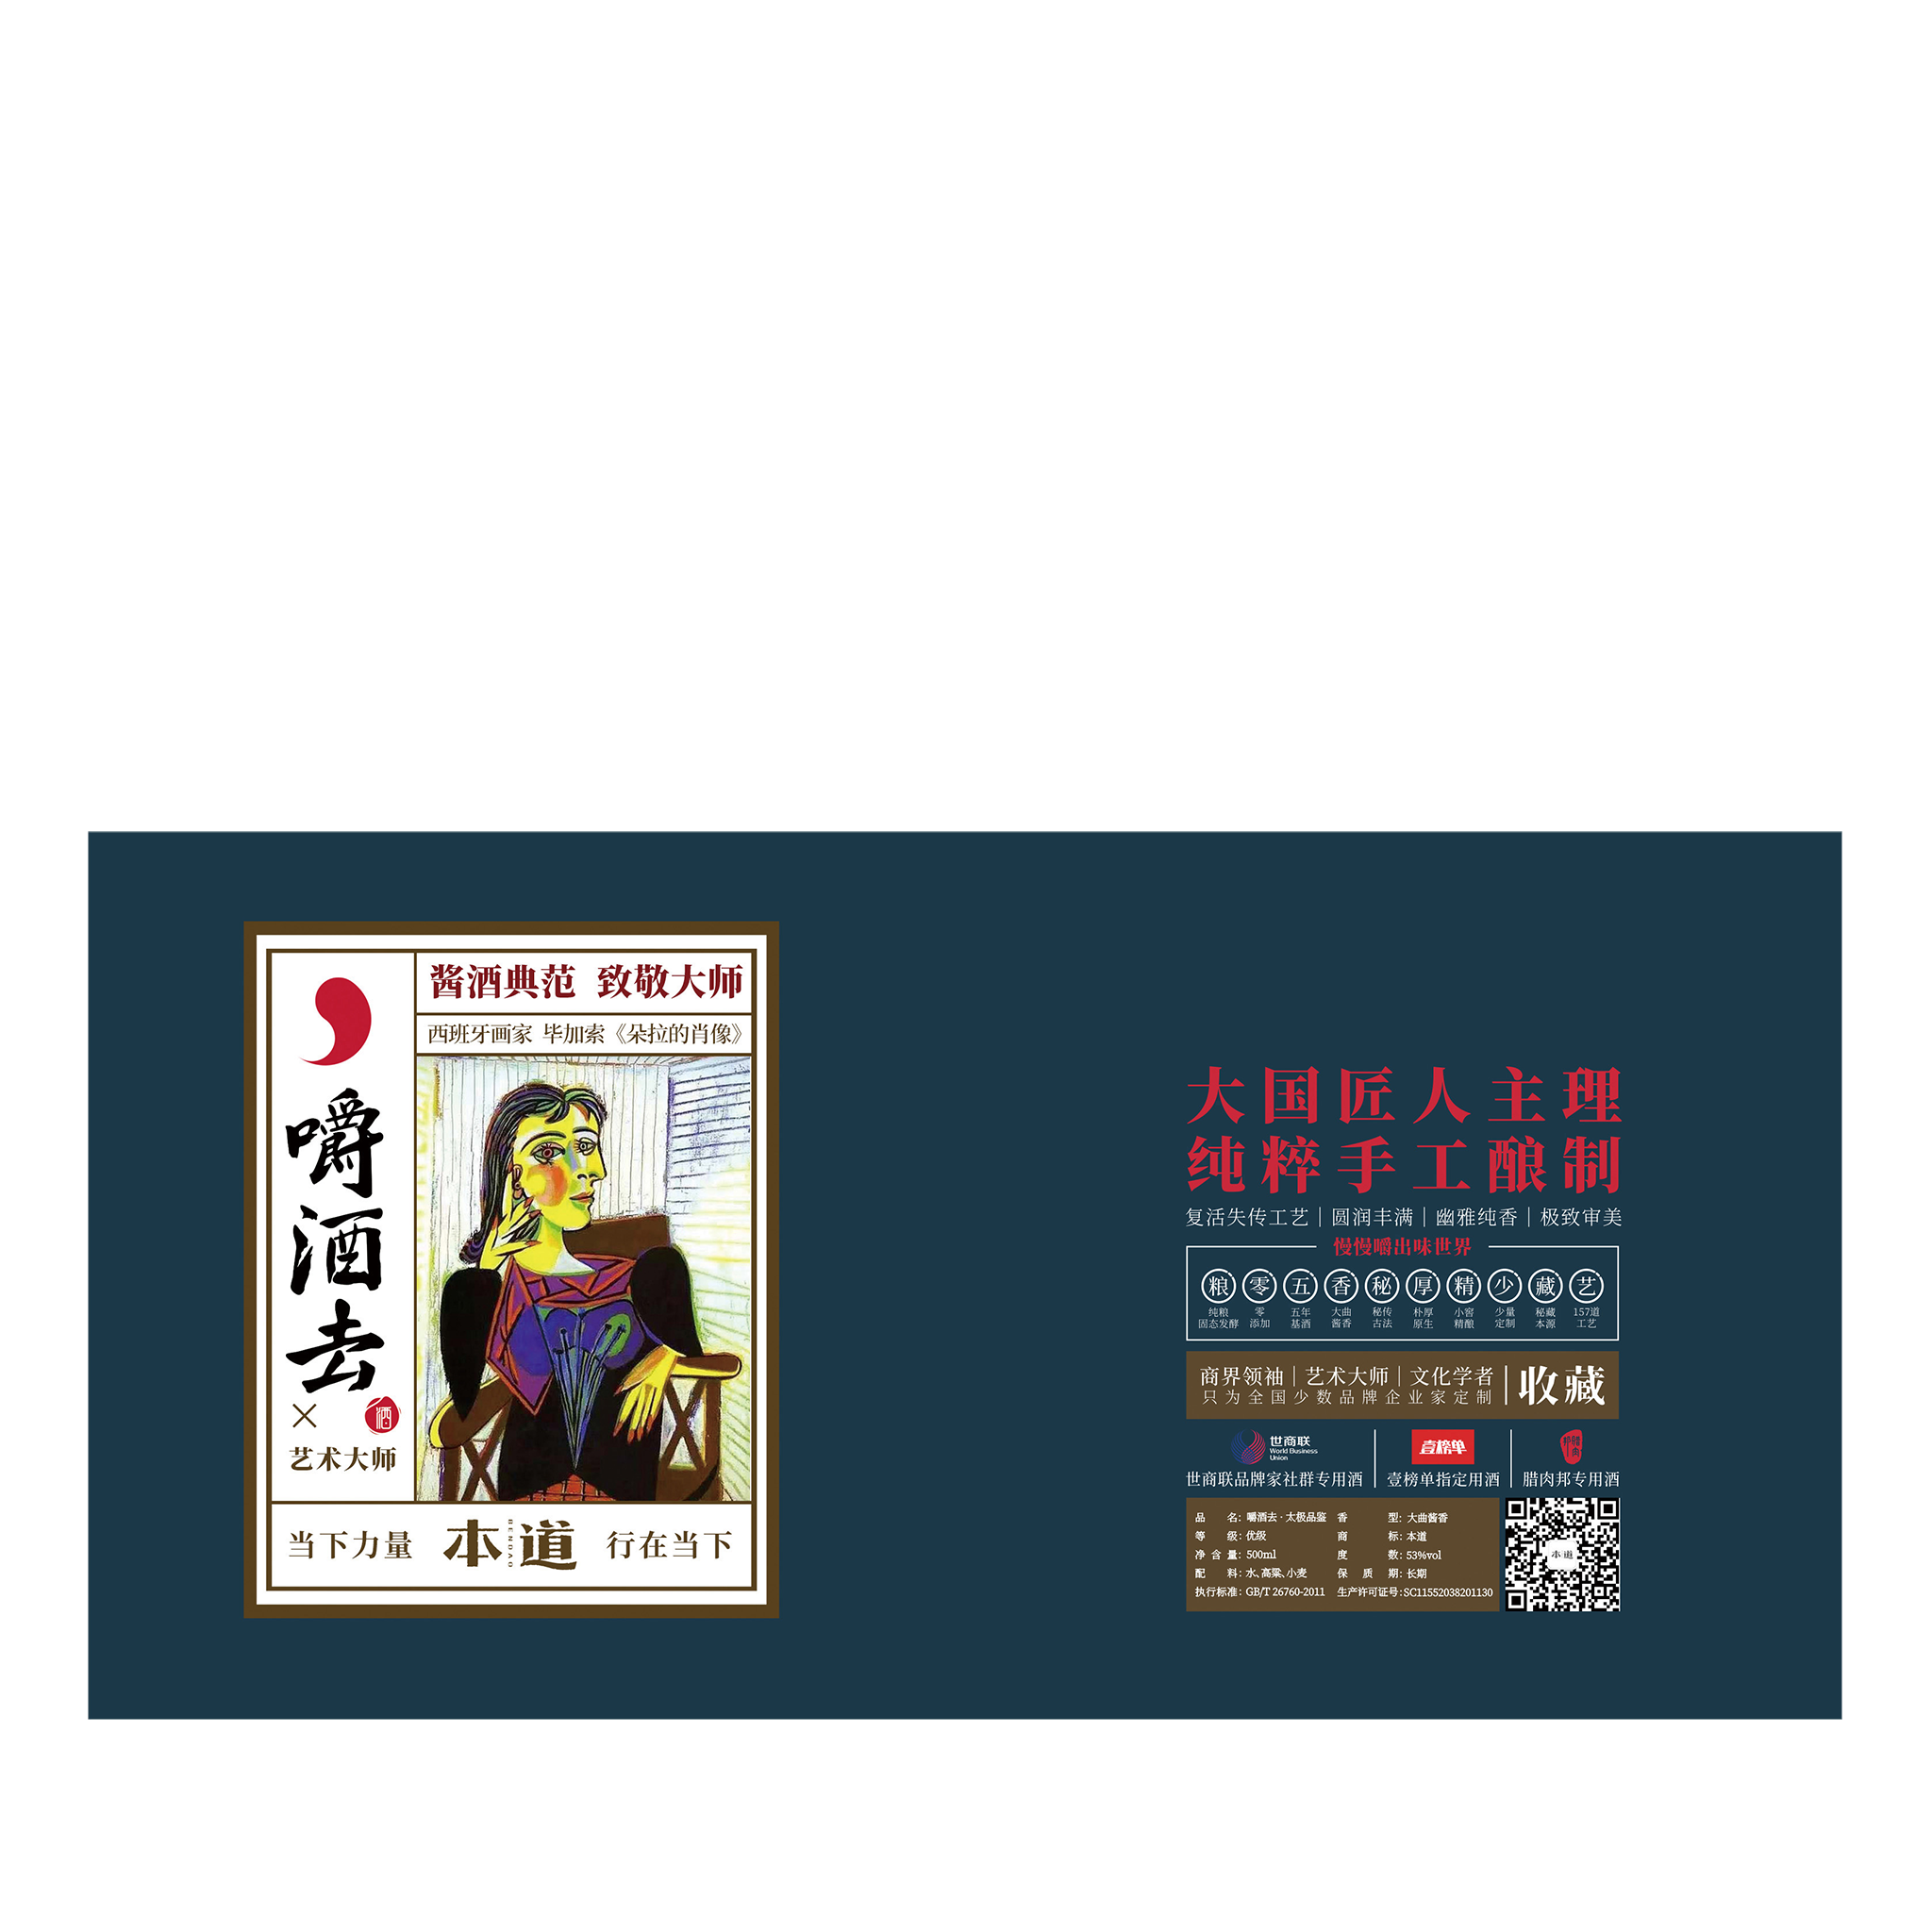 酱酒典范 致敬大师
西班牙画家 毕加索《朵拉的肖像》
嚼酒去
酒
×
艺术大师
当下力量 本道 BENDAO 行在当下
大国匠人主理
纯粹手工酿制
复活失传工艺|圆润丰满|幽雅纯香|极致审美
慢慢嚼出味世界
粮 零 五 香 秘 厚 精 少 藏 艺
纯粮 零 五年 大曲 秘传 朴厚 小窖 少量 秘藏 157道
固态发酵 添加 基酒 酱香 古法 原生 精酿 定制 本源 工艺
商界领袖|艺术大师|文化学者|收藏
只为全国少数品牌企业家定制
世商联
World Business
Union
壹榜单
世商联品牌家社群专用酒 壹榜单指定用酒 腊肉邦专用酒
品名:嚼酒去·太极品鉴 香型:大曲酱香
等级:优级 商标:本道
净含量:500ml 度数:53%vol
配料:水、高粱、小麦 保质期:长期
执行标准:GB/T 26760-2011 生产许可证号:SC11552038201130
本道